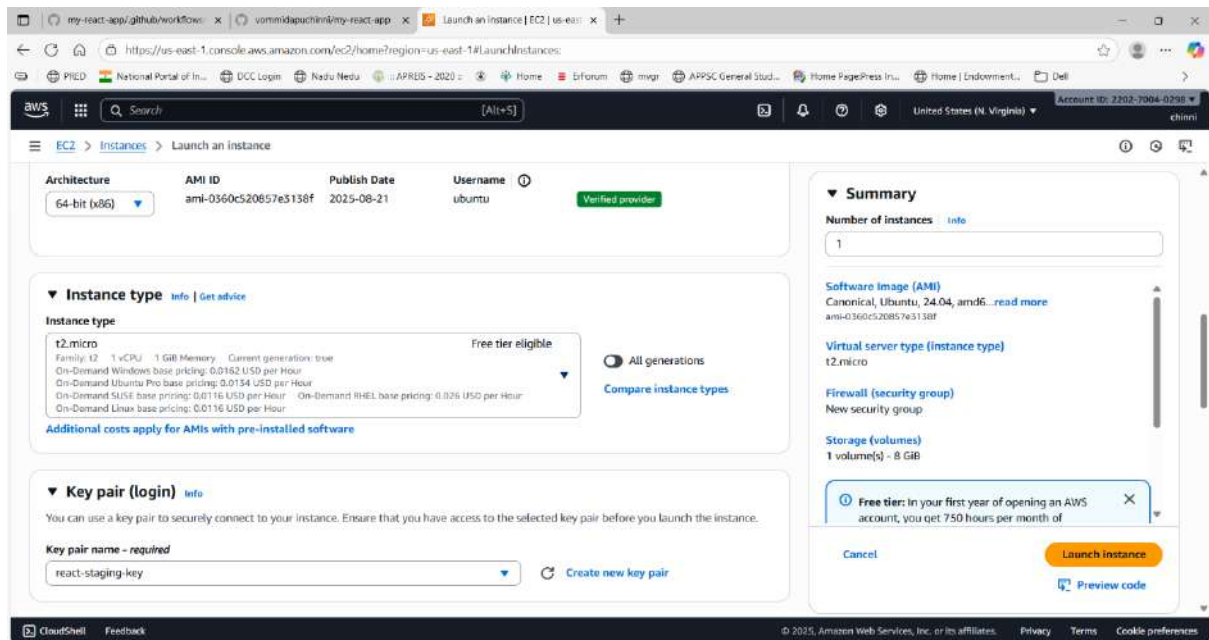 my-react-app/.github/workflows
vommidapuchinni/my-react-app
Launch an instance | EC2 | us-eas
https://us-east-1.console.aws.amazon.com/ec2/home?region=us-east-1#LaunchInstances:
PRED
National Portal of In...
DCC Login
Nadu Nedu
:: APREIS - 2020 ::
Home
Erforum
mvgr
APPSC General Stud...
Home Page:Press In...
Home | Endowment...
Dell
aws
Search
[Alt+S]
United States (N. Virginia)
Account ID: 2202-7004-0298
chinni
EC2 > Instances > Launch an instance
Architecture
AMI ID
Publish Date
Username
64-bit (x86)
ami-0360c520857e3138f
2025-08-21
ubuntu
Verified provider
Instance type Info | Get advice
Instance type
t2.micro
Free tier eligible
Family: t2 1 vCPU 1 GiB Memory Current generation: true
On-Demand Windows base pricing: 0.0162 USD per Hour
On-Demand Ubuntu Pro base pricing: 0.0134 USD per Hour
On-Demand SUSE base pricing: 0.0116 USD per Hour On-Demand RHEL base pricing: 0.026 USD per Hour
On-Demand Linux base pricing: 0.0116 USD per Hour
All generations
Compare instance types
Additional costs apply for AMIs with pre-installed software
Key pair (login) Info
You can use a key pair to securely connect to your instance. Ensure that you have access to the selected key pair before you launch the instance.
Key pair name - required
react-staging-key
Create new key pair
Summary
Number of instances Info
1
Software Image (AMI)
Canonical, Ubuntu, 24.04, amd6...read more
ami-0360c520857e3138f
Virtual server type (instance type)
t2.micro
Firewall (security group)
New security group
Storage (volumes)
1 volume(s) - 8 GiB
Free tier: In your first year of opening an AWS
account, you get 750 hours per month of
Cancel
Launch instance
Preview code
CloudShell
Feedback
© 2025, Amazon Web Services, Inc. or its affiliates.
Privacy
Terms
Cookie preferences